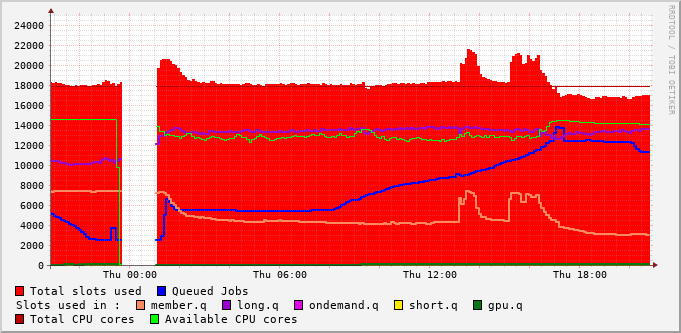 RRDTOOL / TOBI OETIKER
24000
22000
20000
18000
16000
14000
12000
10000
8000
6000
4000
2000
0
Thu 00:00 Thu 06:00 Thu 12:00 Thu 18:00
Total slots used Queued Jobs
Slots used in : member.q long.q ondemand.q short.q gpu.q
Total CPU cores Available CPU cores